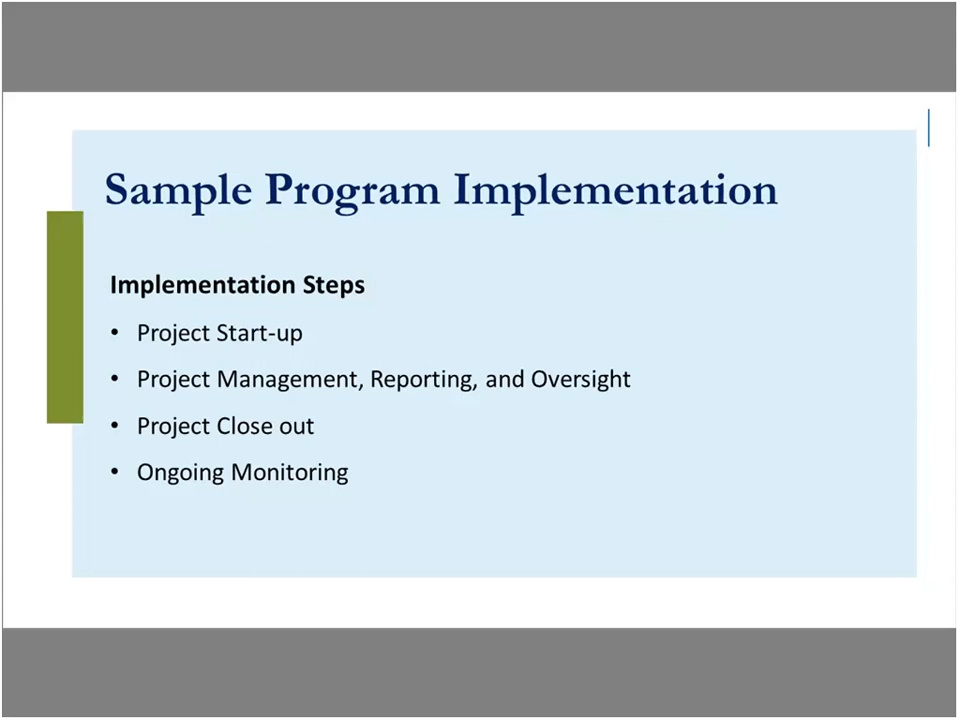 Sample Program Implementation
Implementation Steps
• Project Start-up
• Project Management, Reporting, and Oversight
• Project Close out
• Ongoing Monitoring